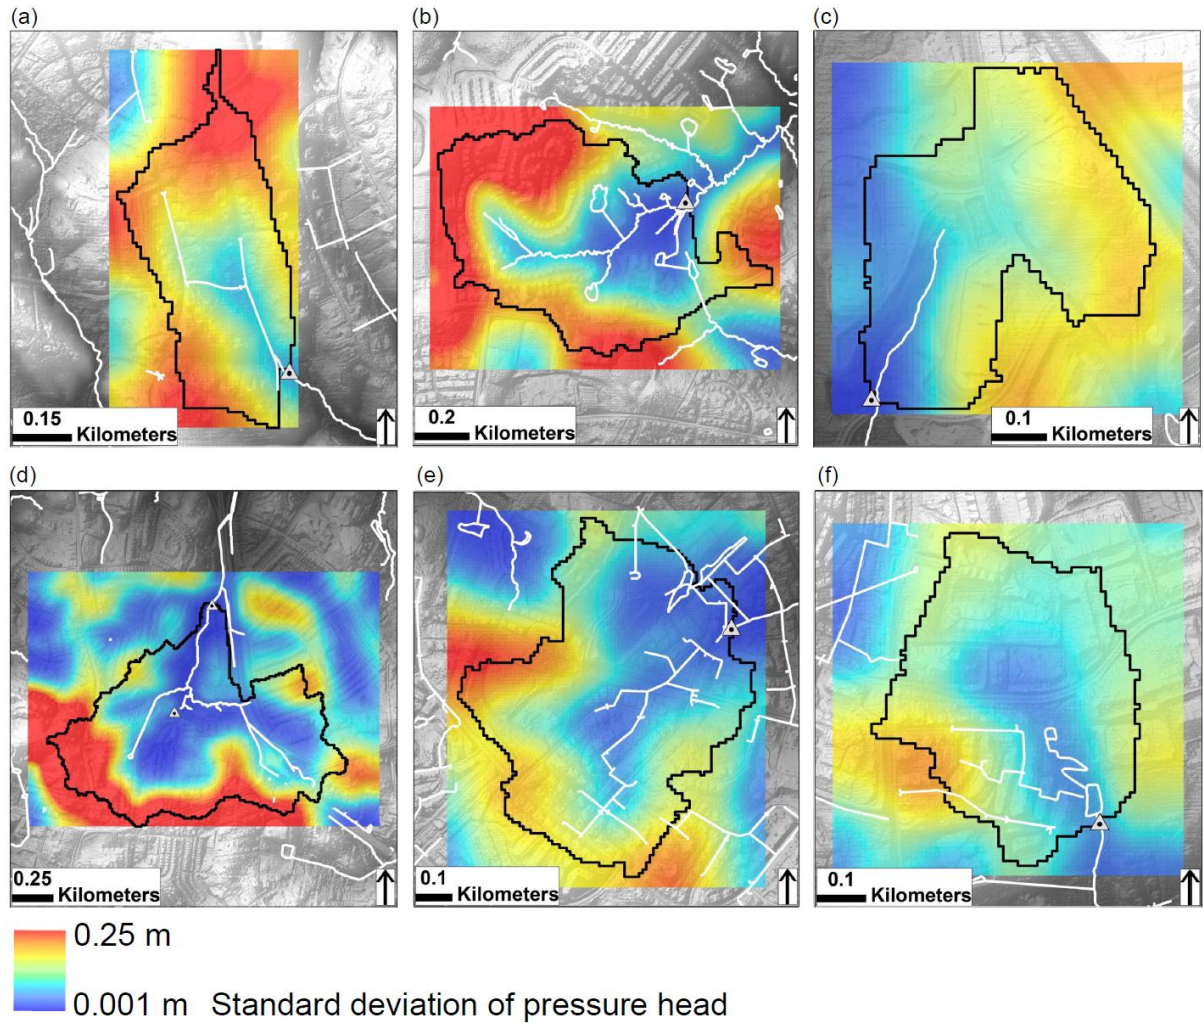 (a)
(b)
(c)
0.15
Kilometers
0.2
Kilometers
0.1
Kilometers
(d)
(e)
(f)
0.25
Kilometers
0.1
Kilometers
0.1
Kilometers
0.25 m
0.001 m Standard deviation of pressure head